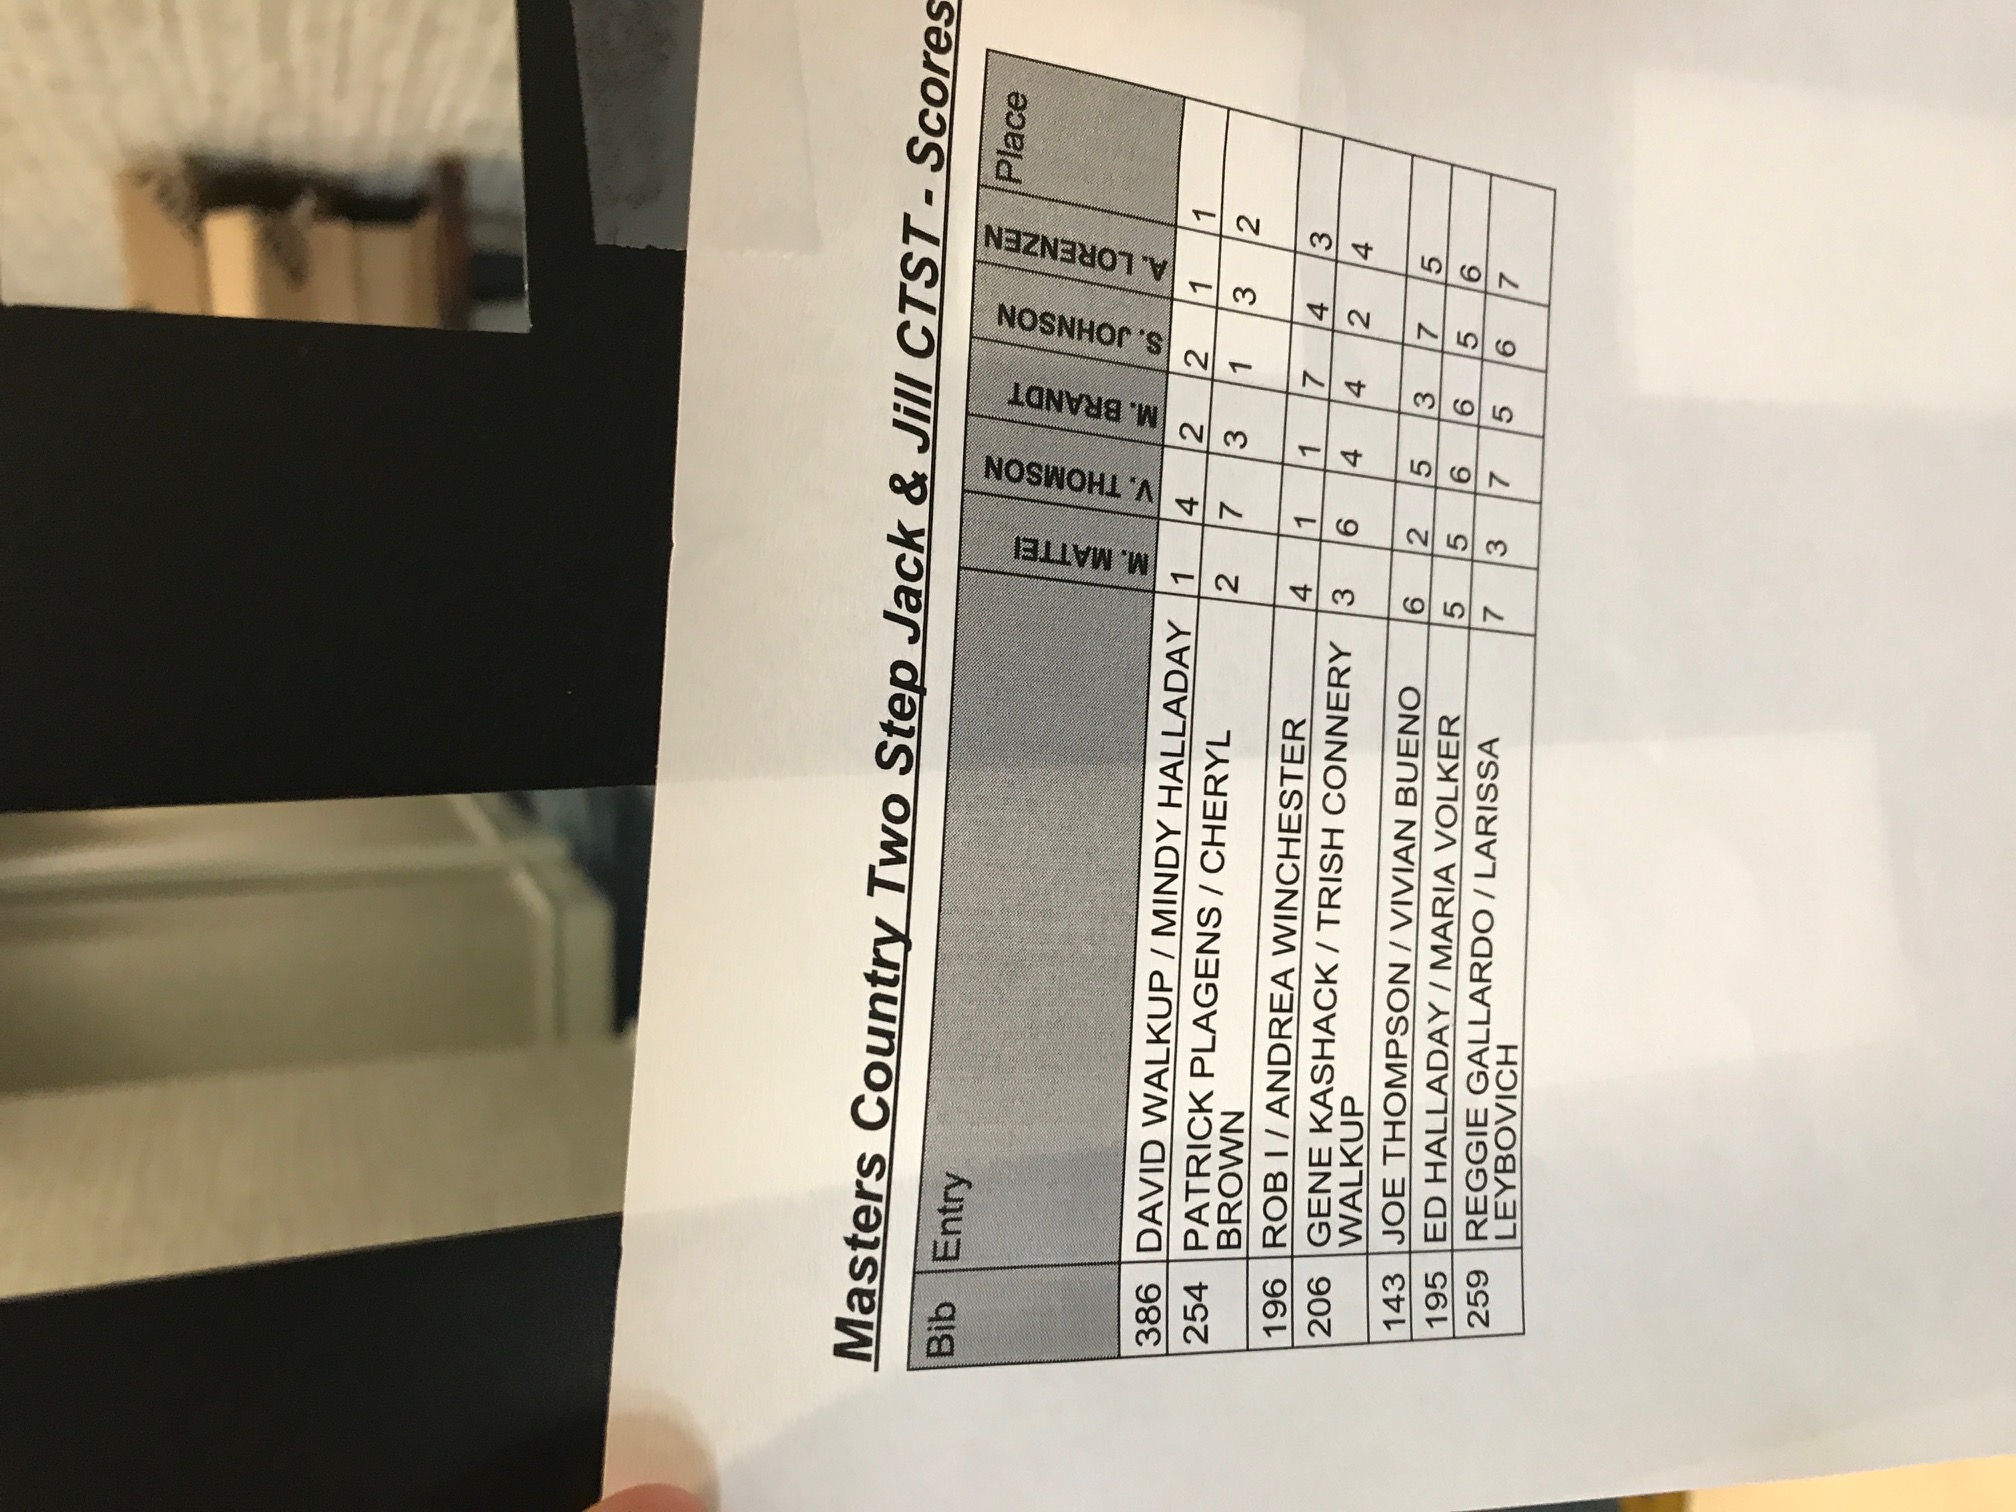 Masters Country Two Step Jack & Jill CTST - Scores
Bib Entry M. MATTEI V. THOMSON M. BRANDT S. JOHNSON A. LORENZEN Place
386 DAVID WALKUP / MINDY HALLADAY 1 4 2 2 1 1
254 PATRICK PLAGENS / CHERYL 2 7 3 1 3 2
BROWN
196 ROB I / ANDREA WINCHESTER 4 1 1 7 4 3
206 GENE KASHACK / TRISH CONNERY 3 6 4 4 2 4
WALKUP
143 JOE THOMPSON / VIVIAN BUENO 6 2 5 3 7 5
195 ED HALLADAY / MARIA VOLKER 5 5 6 6 5 6
259 REGGIE GALLARDO / LARISSA 7 3 7 5 6 7
LEYBOVICH